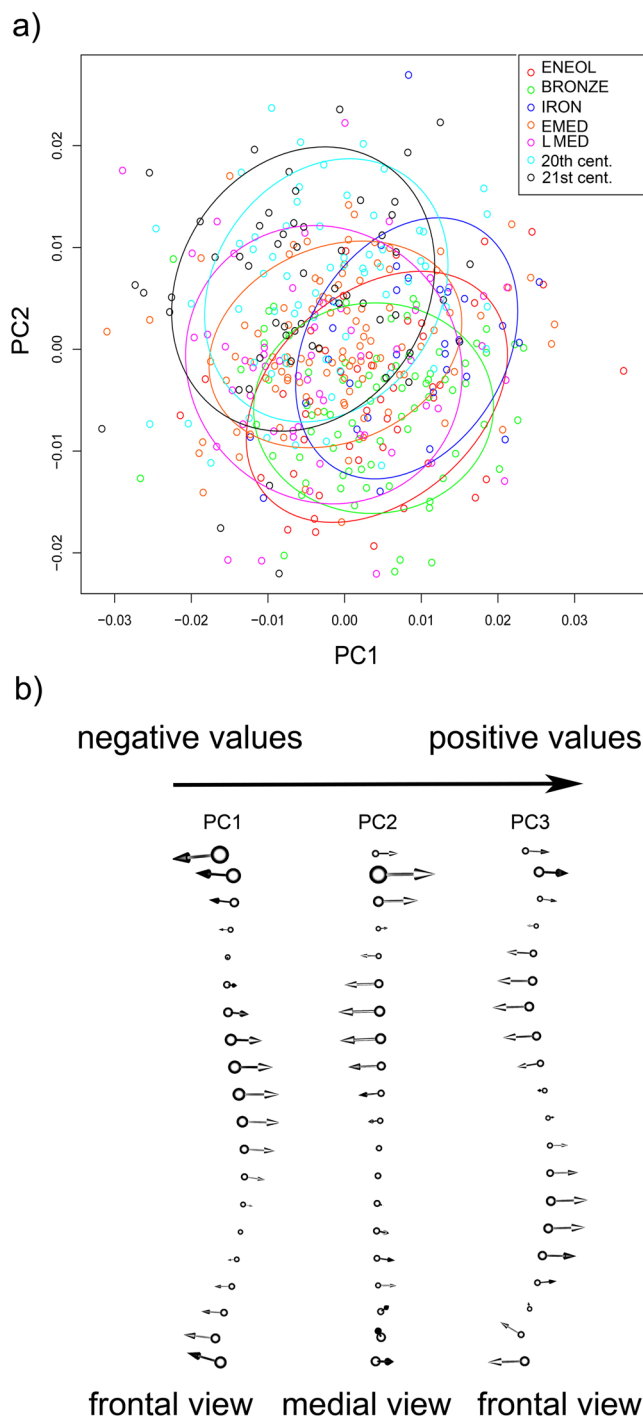 a)
ENEOL
BRONZE
IRON
EMED
LMED
20th cent.
21st cent.
0.02
0.01
0.00
−0.01
−0.02
PC2
−0.03 −0.02 −0.01 0.00 0.01 0.02 0.03
PC1
b)
negative values positive values
PC1 PC2 PC3
frontal view medial view frontal view